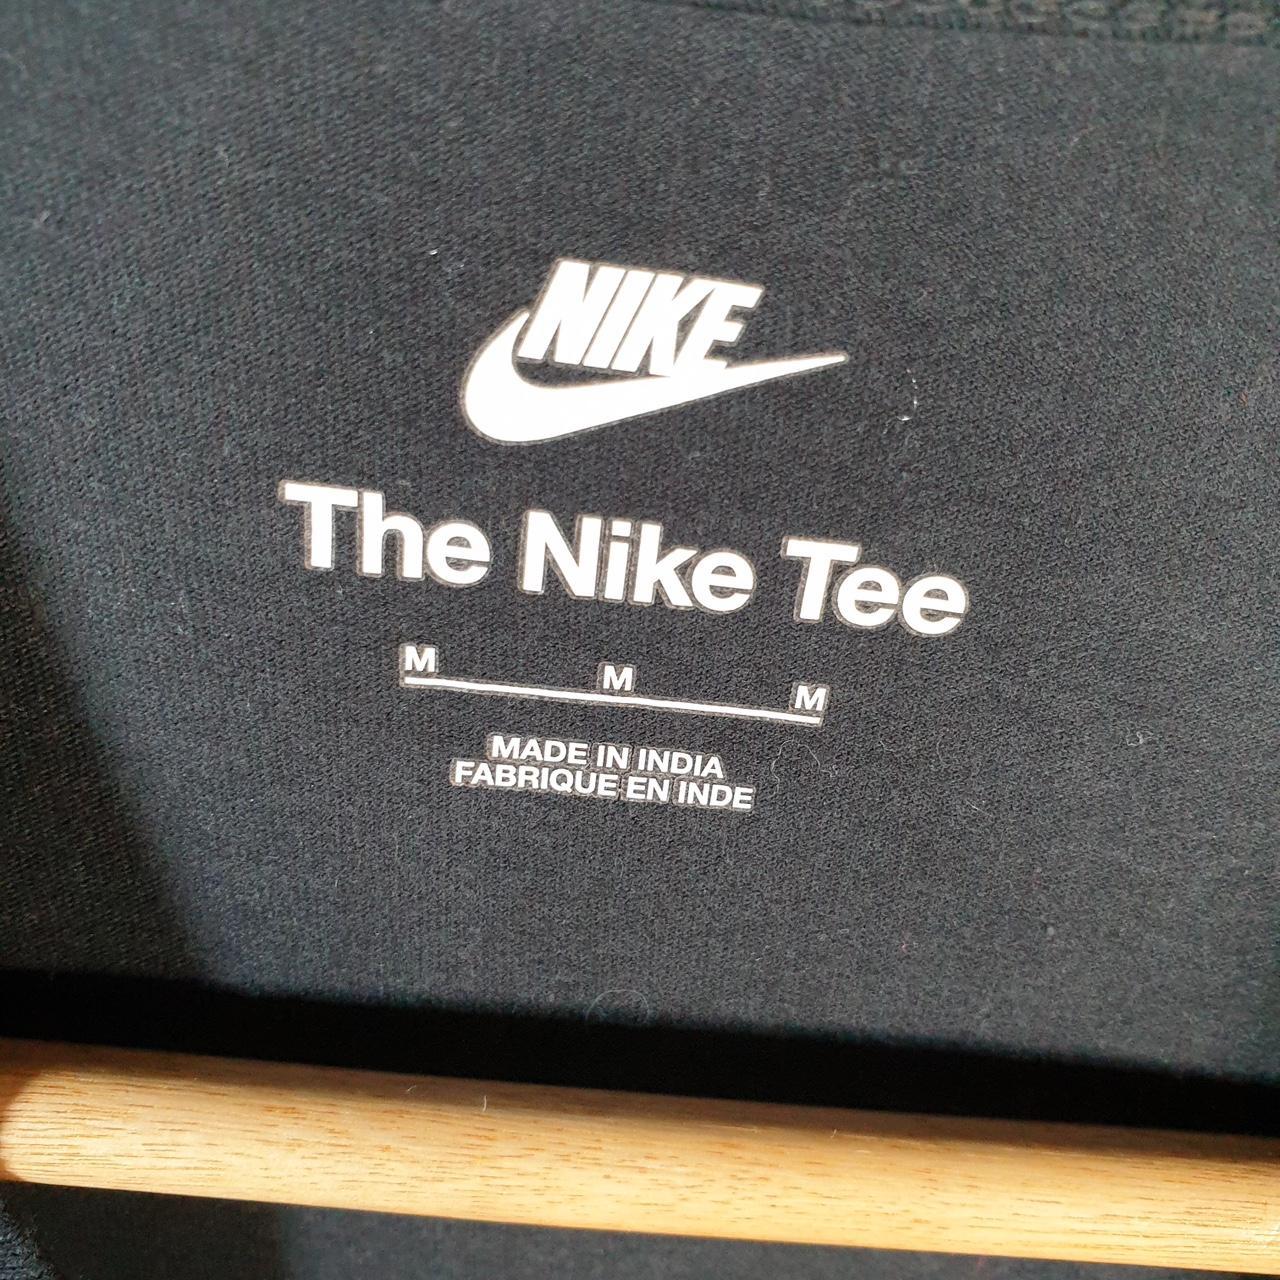 NIKE
The Nike Tee
M M M
MADE IN INDIA
FABRIQUE EN INDE